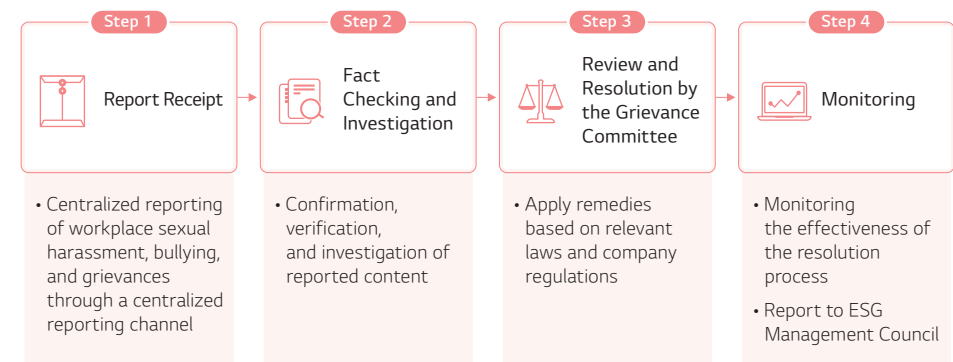 Step 1
Report Receipt
• Centralized reporting
of workplace sexual
harassment, bullying,
and grievances
through a centralized
reporting channel
Step 2
Fact
Checking and
Investigation
• Confirmation,
verification,
and investigation of
reported content
Step 3
Review and
Resolution by
the Grievance
Committee
• Apply remedies
based on relevant
laws and company
regulations
Step 4
Monitoring
• Monitoring
the effectiveness of
the resolution
process
• Report to ESG
Management Council